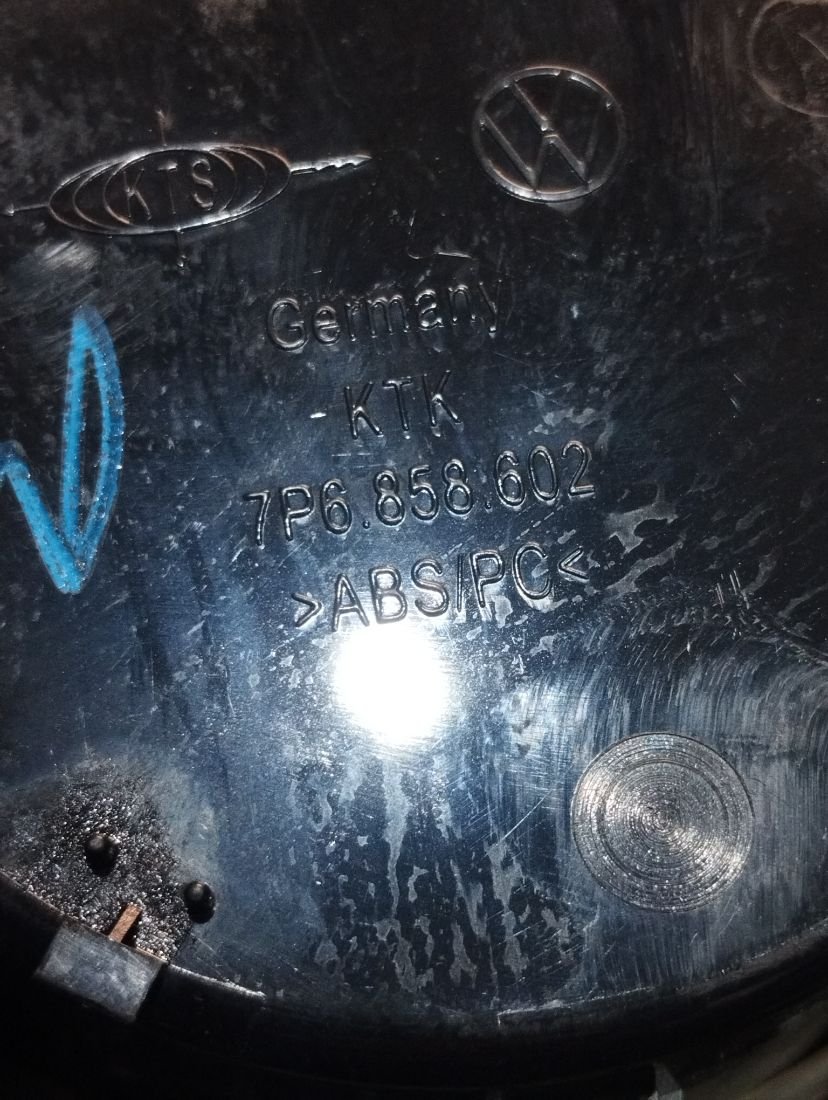 KTS
Germany
-KTK
7P6.858.602
>ABS/PC<